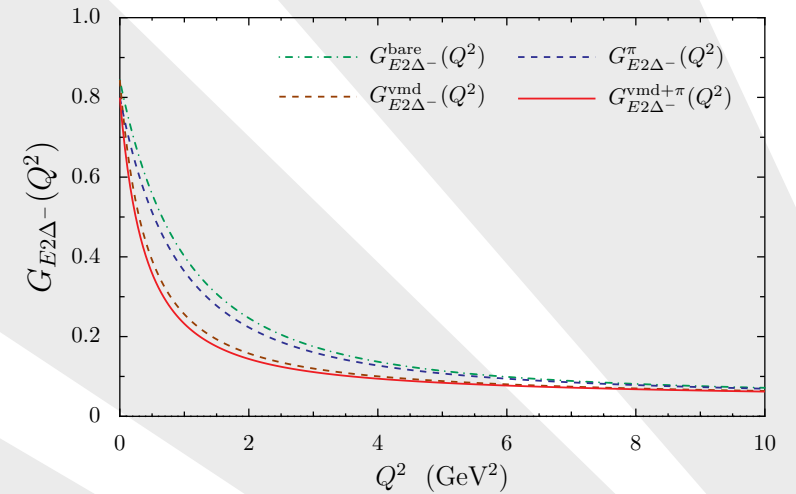 1.0
0.8
0.6
0.4
0.2
0
0 2 4 6 8 10
G_{E2Δ^-}(Q^2)
Q^2 (GeV^2)
G^{bare}_{E2Δ^-}(Q^2) G^{π}_{E2Δ^-}(Q^2)
G^{vmd}_{E2Δ^-}(Q^2) G^{vmd+π}_{E2Δ^-}(Q^2)